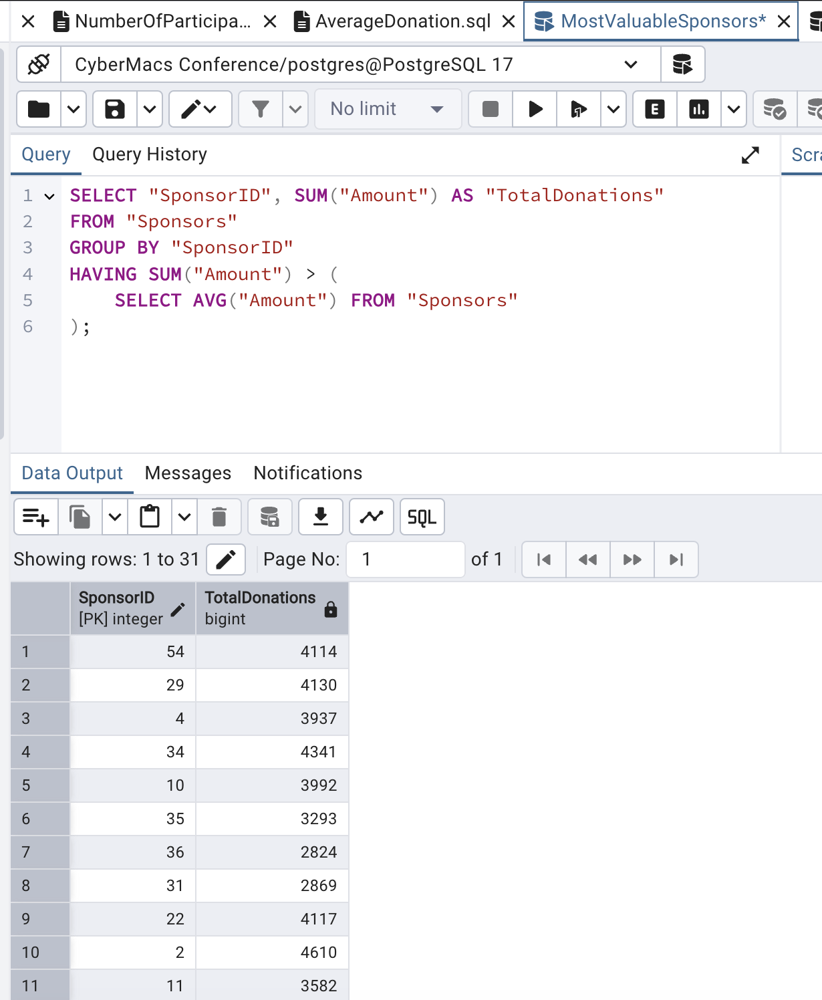 NumberOfParticipa...
AverageDonation.sql
MostValuableSponsors*
CyberMacs Conference/postgres@PostgreSQL 17
No limit
E
Query
Query History
Scra
1 SELECT "SponsorID", SUM("Amount") AS "TotalDonations"
2 FROM "Sponsors"
3 GROUP BY "SponsorID"
4 HAVING SUM("Amount") > (
5 SELECT AVG("Amount") FROM "Sponsors"
6 );
Data Output
Messages
Notifications
SQL
Showing rows: 1 to 31
Page No: 1 of 1
SponsorID TotalDonations
[PK] integer bigint
1 54 4114
2 29 4130
3 4 3937
4 34 4341
5 10 3992
6 35 3293
7 36 2824
8 31 2869
9 22 4117
10 2 4610
11 11 3582